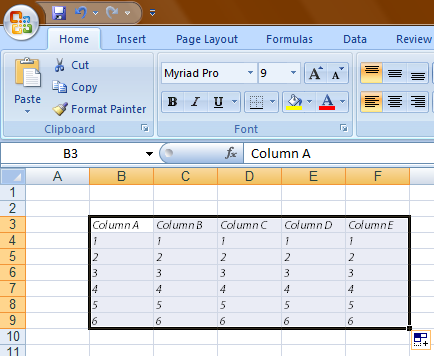 Home Insert Page Layout Formulas Data Review
Cut
Copy
Format Painter
Paste
Clipboard
Myriad Pro 9 A A
B I U A
Font
B3 fx Column A
A B C D E F
1
2
3 Column A Column B Column C Column D Column E
4 1 1 1 1 1
5 2 2 2 2 2
6 3 3 3 3 3
7 4 4 4 4 4
8 5 5 5 5 5
9 6 6 6 6 6
10
11